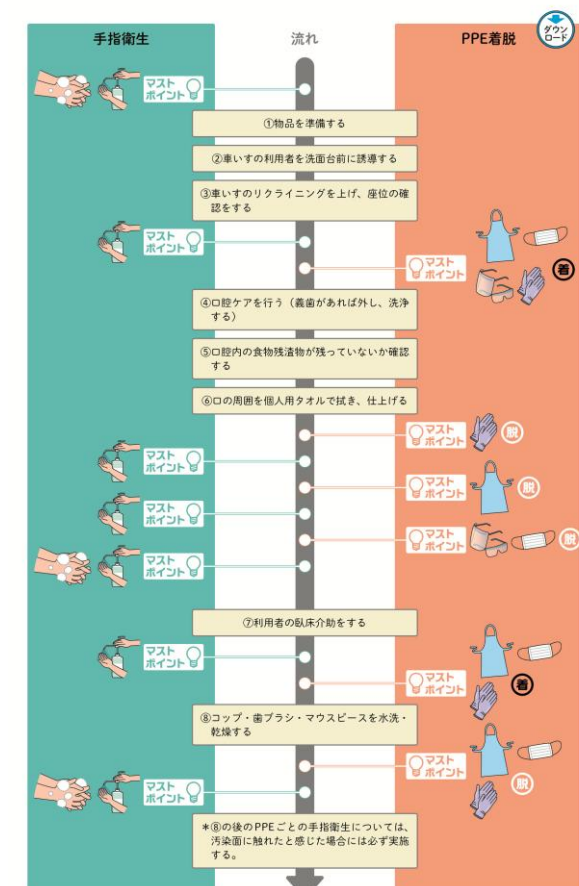 ダウン
ロード
手指衛生
流れ
PPE着脱
マスト
ポイント
①物品を準備する
②車いすの利用者を洗面台前に誘導する
③車いすのリクライニングを上げ、座位の確
認をする
マスト
ポイント
マスト
ポイント
着
④口腔ケアを行う（義歯があれば外し、洗浄
する）
⑤口腔内の食物残渣物が残っていないか確認
する
⑥口の周囲を個人用タオルで拭き、仕上げる
マスト
ポイント
脱
マスト
ポイント
マスト
ポイント
脱
マスト
ポイント
マスト
ポイント
脱
マスト
ポイント
⑦利用者の臥床介助をする
マスト
ポイント
マスト
ポイント
着
⑧コップ・歯ブラシ・マウスピースを水洗・
乾燥する
マスト
ポイント
脱
マスト
ポイント
＊⑧の後のPPEごとの手指衛生については、
汚染面に触れたと感じた場合には必ず実施
する。